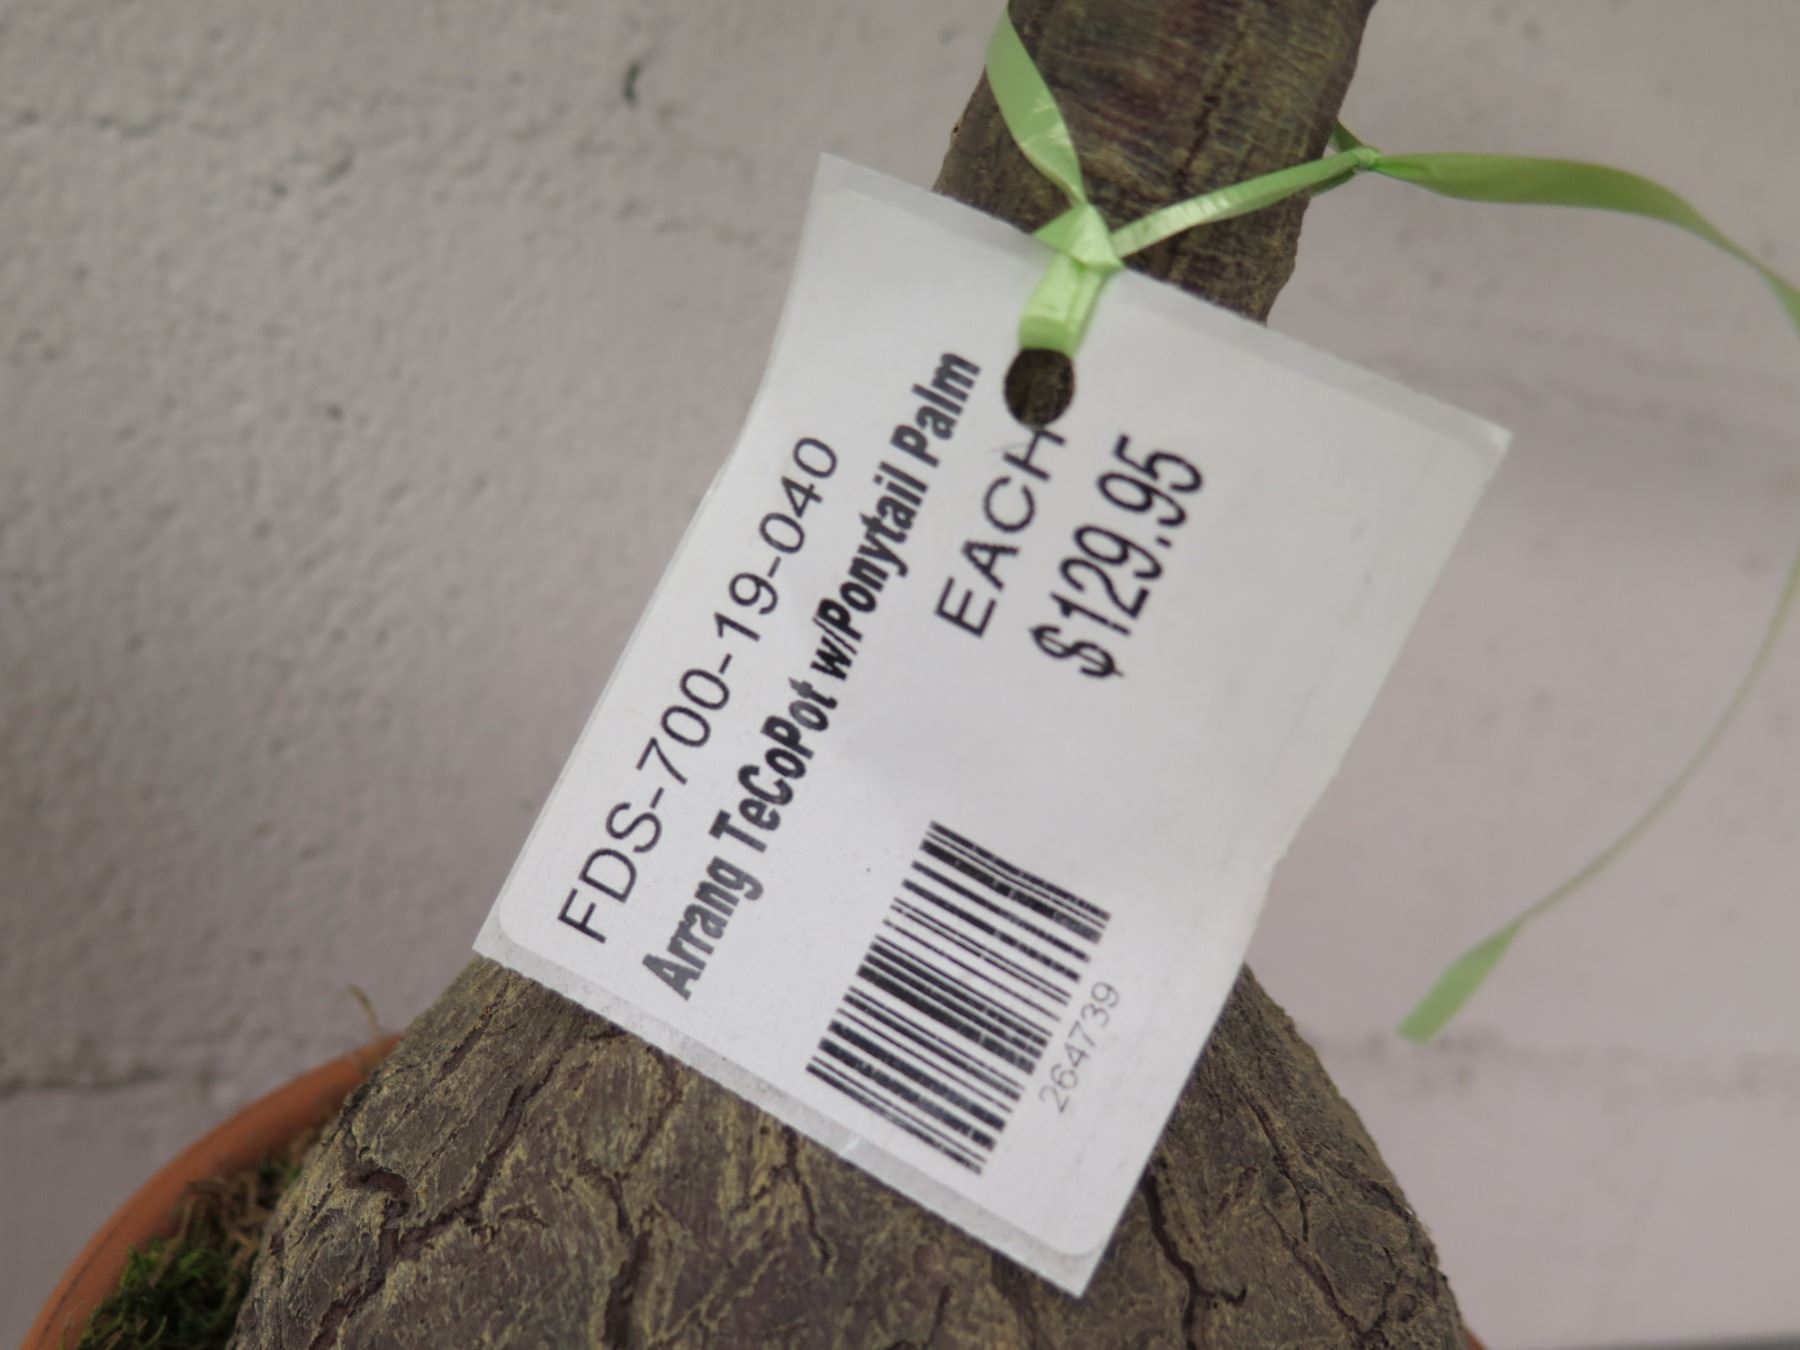 FDS-700-19-040
Arrang TeCoPot w/Ponytail Palm
EACH
$129.95
264739